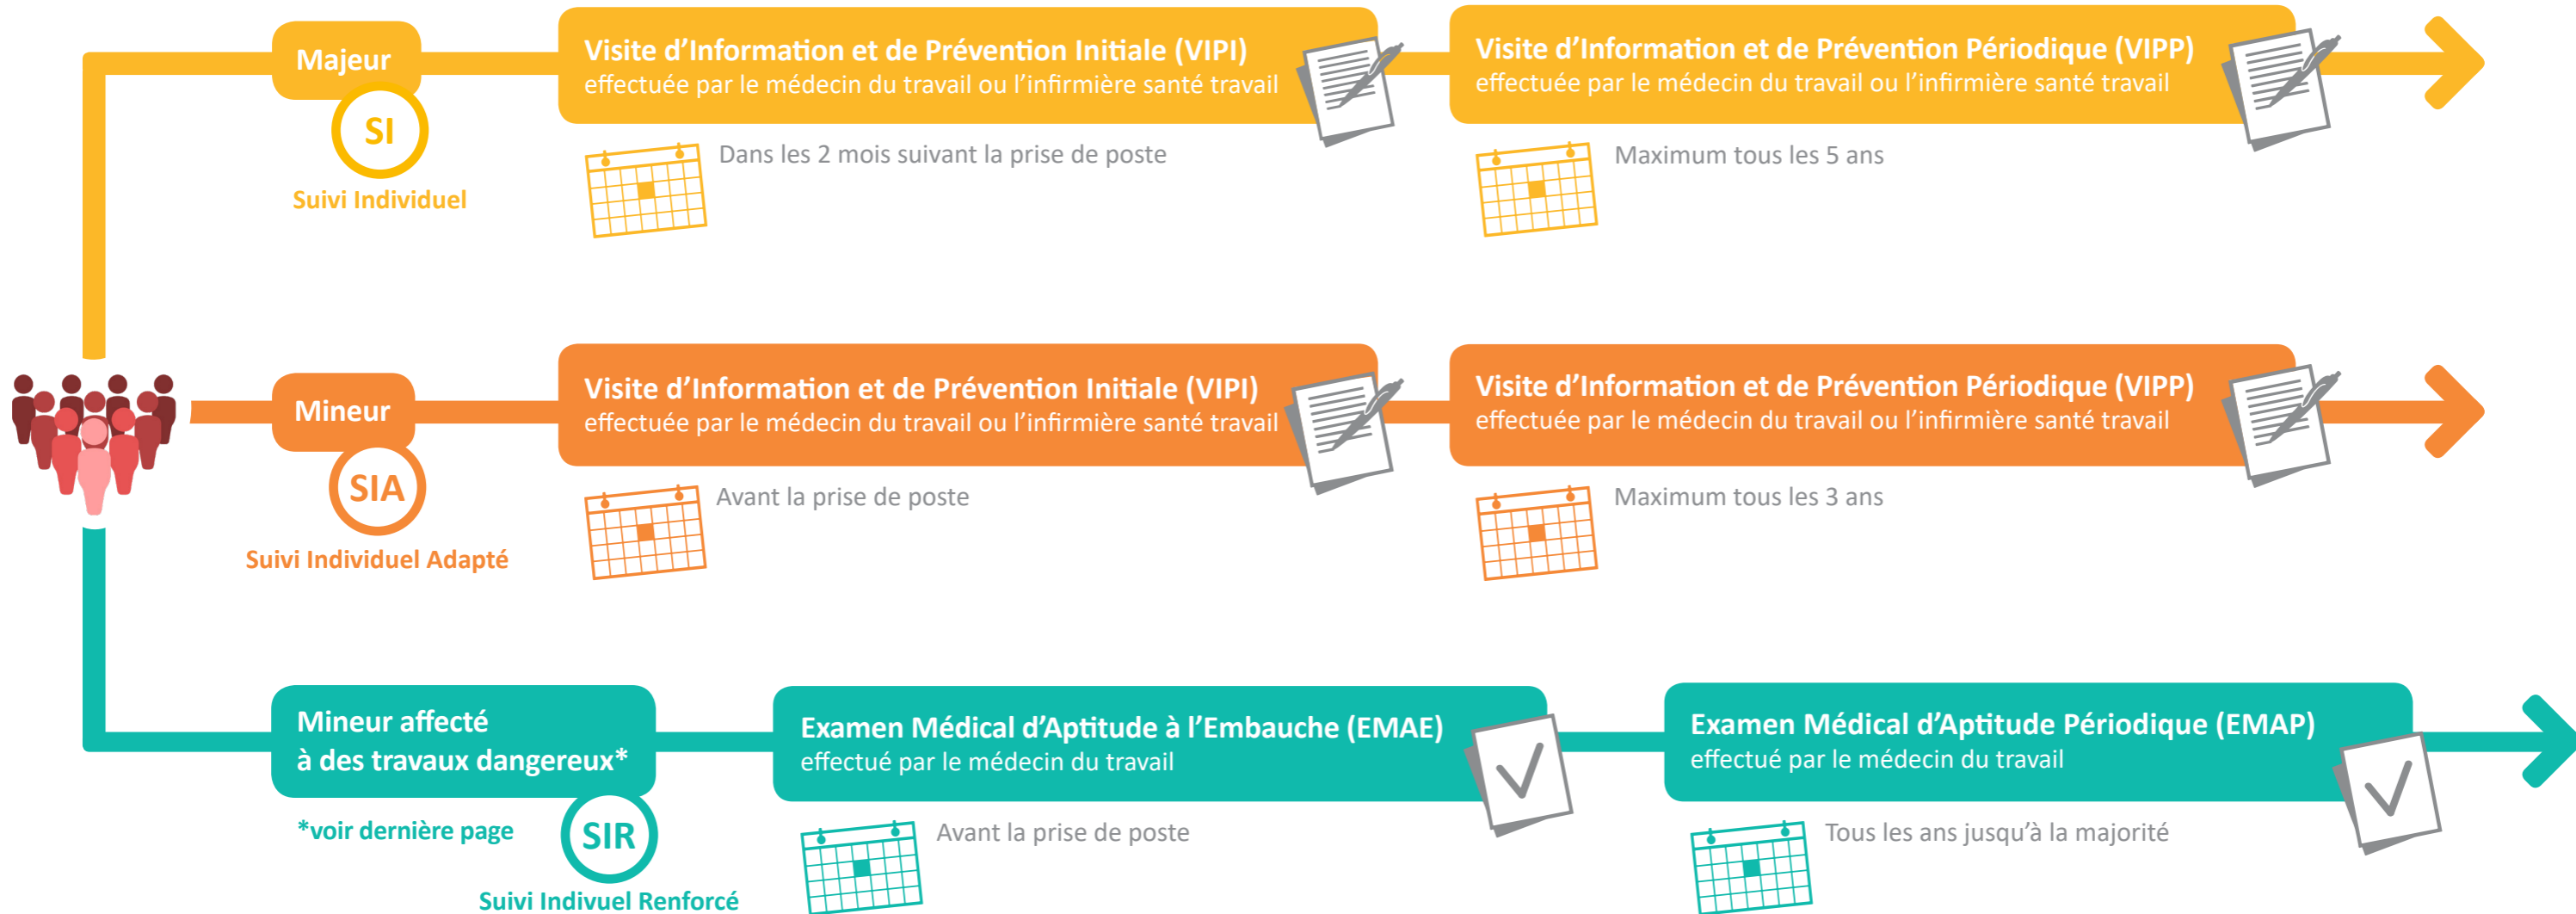 Majeur
SI
Suivi Individuel
Visite d’Information et de Prévention Initiale (VIPI)
effectuée par le médecin du travail ou l’infirmière santé travail
Dans les 2 mois suivant la prise de poste
Visite d’Information et de Prévention Périodique (VIPP)
effectuée par le médecin du travail ou l’infirmière santé travail
Maximum tous les 5 ans
Mineur
SIA
Suivi Individuel Adapté
Visite d’Information et de Prévention Initiale (VIPI)
effectuée par le médecin du travail ou l’infirmière santé travail
Avant la prise de poste
Visite d’Information et de Prévention Périodique (VIPP)
effectuée par le médecin du travail ou l’infirmière santé travail
Maximum tous les 3 ans
Mineur affecté
à des travaux dangereux*
*voir dernière page
SIR
Suivi Indivuel Renforcé
Examen Médical d’Aptitude à l’Embauche (EMAE)
effectué par le médecin du travail
Avant la prise de poste
Examen Médical d’Aptitude Périodique (EMAP)
effectué par le médecin du travail
Tous les ans jusqu’à la majorité